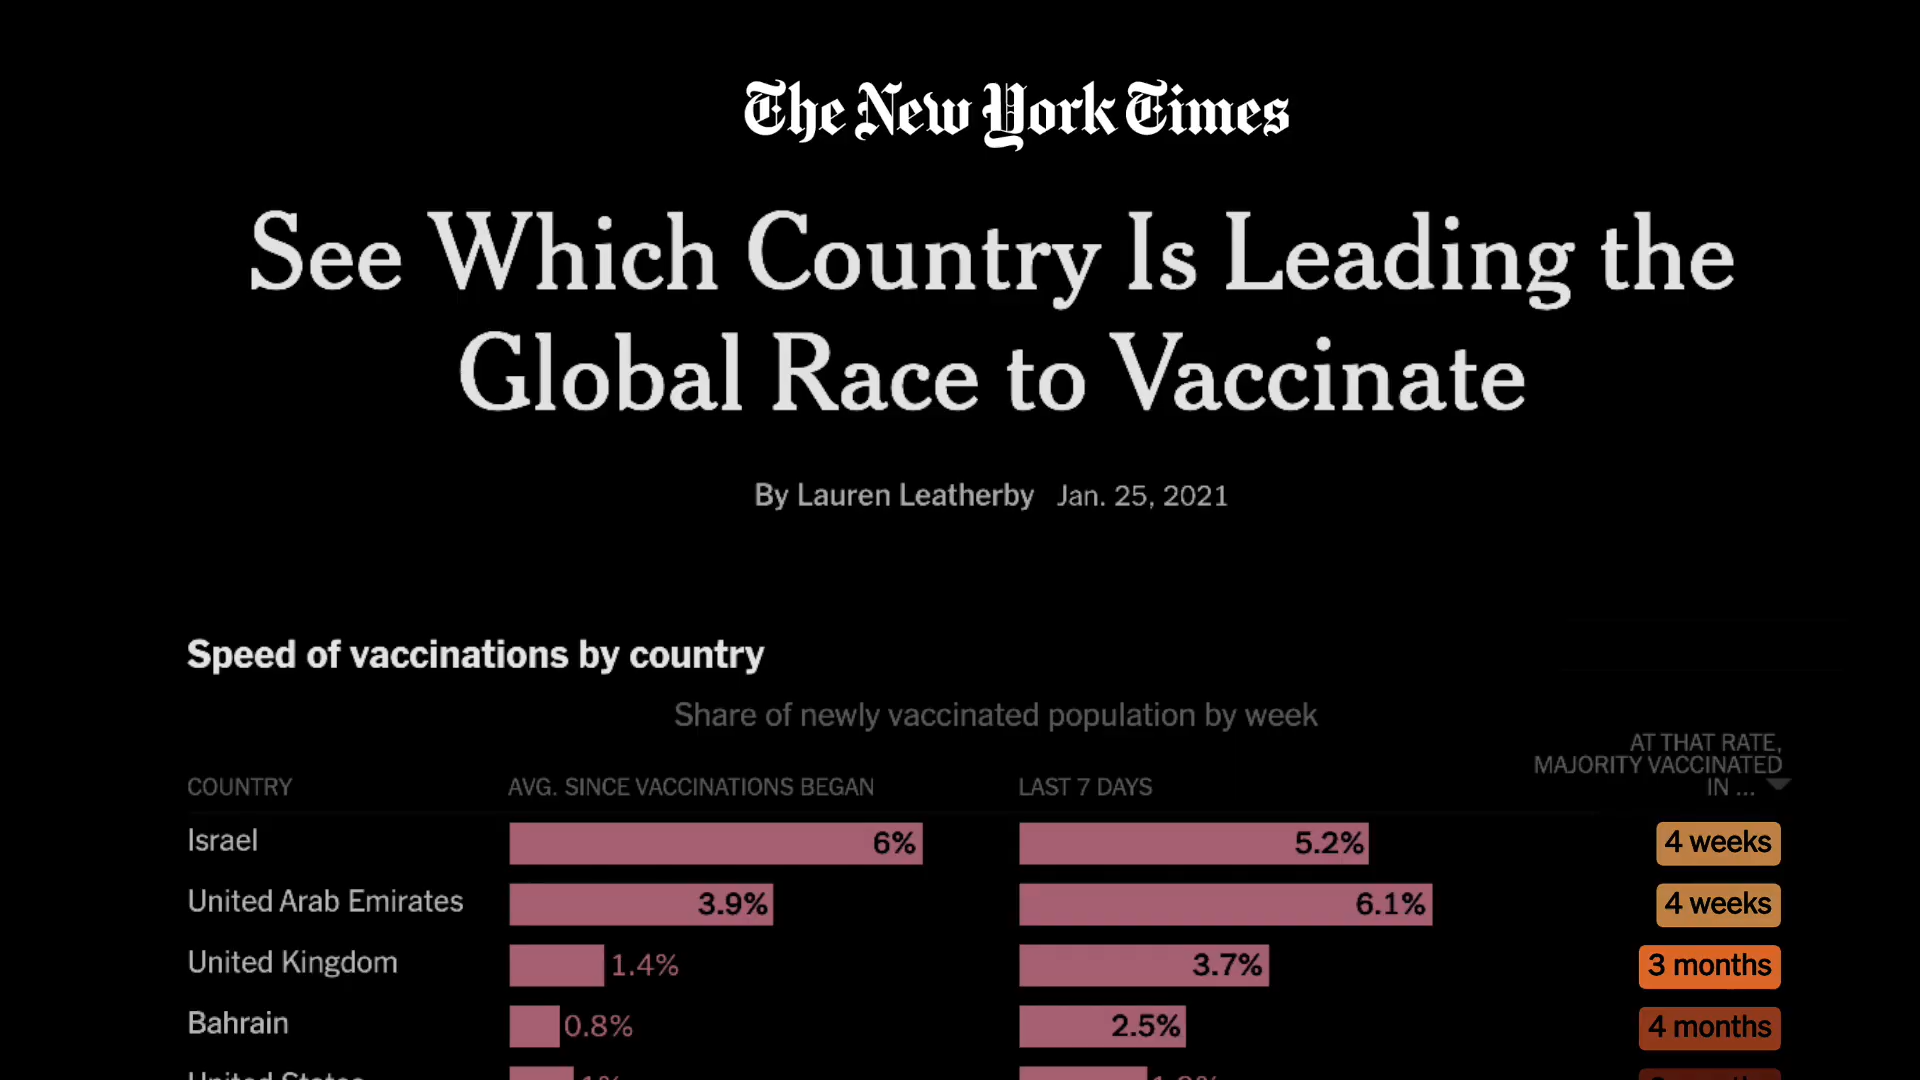 The New York Times
See Which Country Is Leading the
Global Race to Vaccinate
By Lauren Leatherby Jan. 25, 2021
Speed of vaccinations by country
Share of newly vaccinated population by week
COUNTRY AVG. SINCE VACCINATIONS BEGAN LAST 7 DAYS AT THAT RATE, MAJORITY VACCINATED IN ...
Israel 6% 5.2% 4 weeks
United Arab Emirates 3.9% 6.1% 4 weeks
United Kingdom 1.4% 3.7% 3 months
Bahrain 0.8% 2.5% 4 months
United States 1%